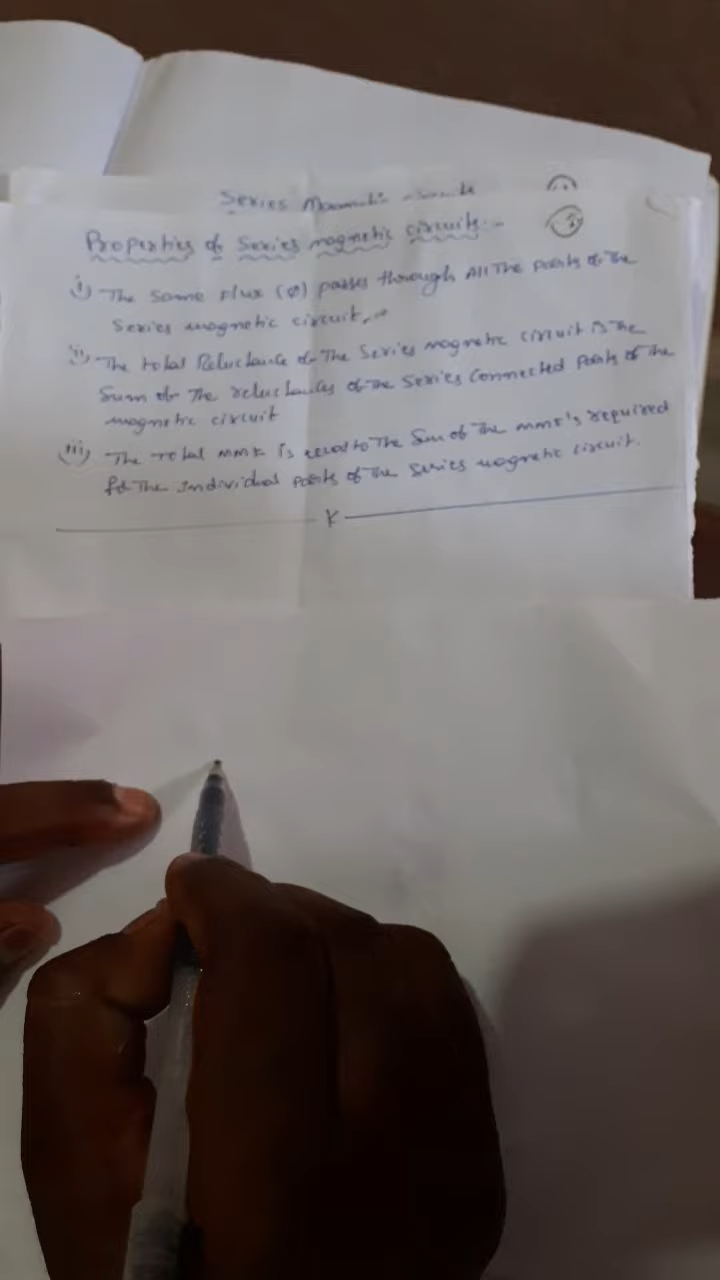 Series
Properties of Series magnetic circuits:-
i) The same flux (φ) passes through All The parts of The
Series magnetic circuit.
ii) The total Reluctance of The Series magnetic circuit is The
Sum of The reluctances of The Series Connected parts of The
magnetic circuit
iii) The total mmf is equal to The Sum of The mmf's required
for The Individual parts of The Series magnetic circuit.